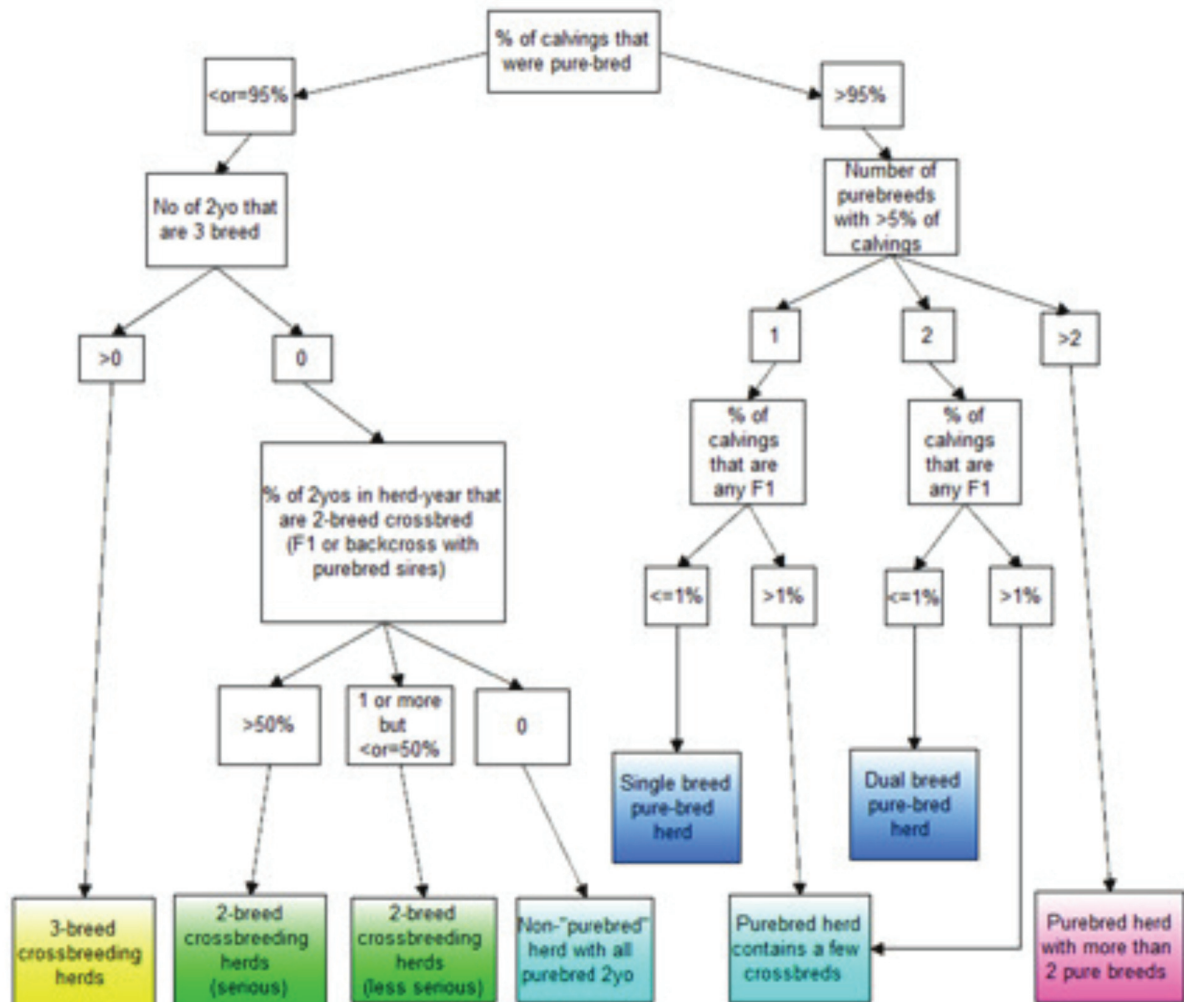 % of calvings that
were pure-bred
<or=95%
>95%
No of 2yo that
are 3 breed
Number of
purebreeds
with >5% of
calvings
>0
0
1
2
>2
% of
calvings
that are
any F1
% of
calvings
that are
any F1
% of 2yos in herd-year that
are 2-breed crossbred
(F1 or backcross with
purebred sires)
<=1%
>1%
<=1%
>1%
>50%
1 or more
but
<or=50%
0
Single breed
pure-bred
herd
Dual breed
pure-bred
herd
3-breed
crossbreeding
herds
2-breed
crossbreeding
herds
(serious)
2-breed
crossbreeding
herds
(less serious)
Non-"purebred"
herd with all
purebred 2yo
Purebred herd
contains a few
crossbreds
Purebred herd
with more than
2 pure breeds